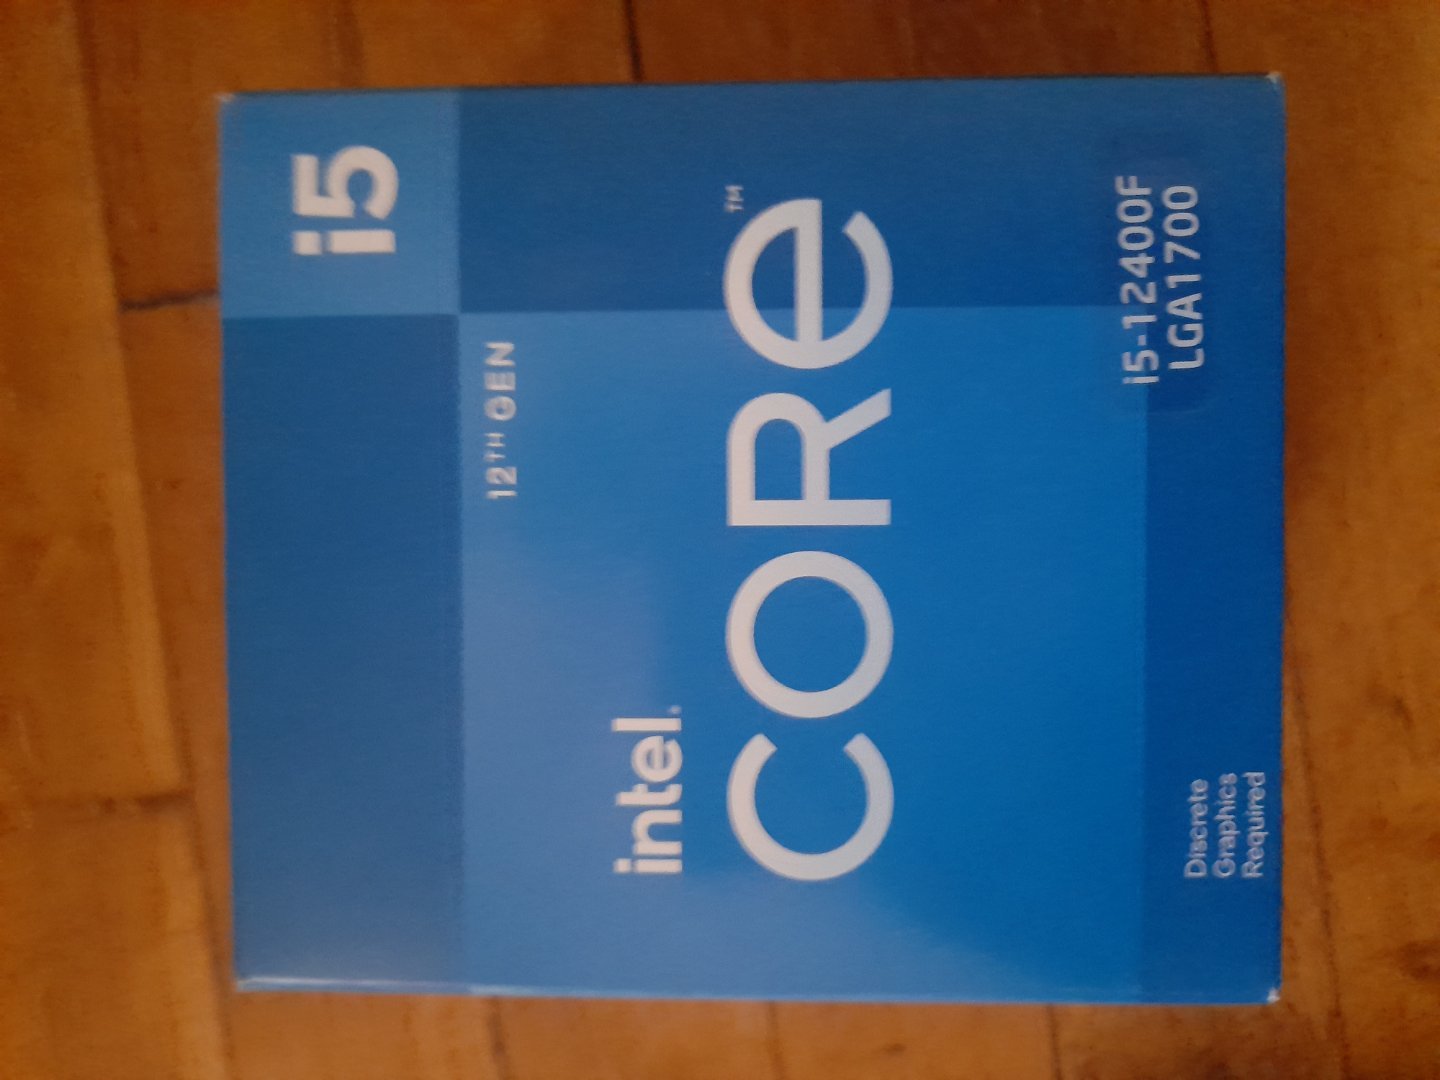 i5
12TH GEN
intel.
CORE™
i5-12400F
LGA1700
Discrete
Graphics
Required